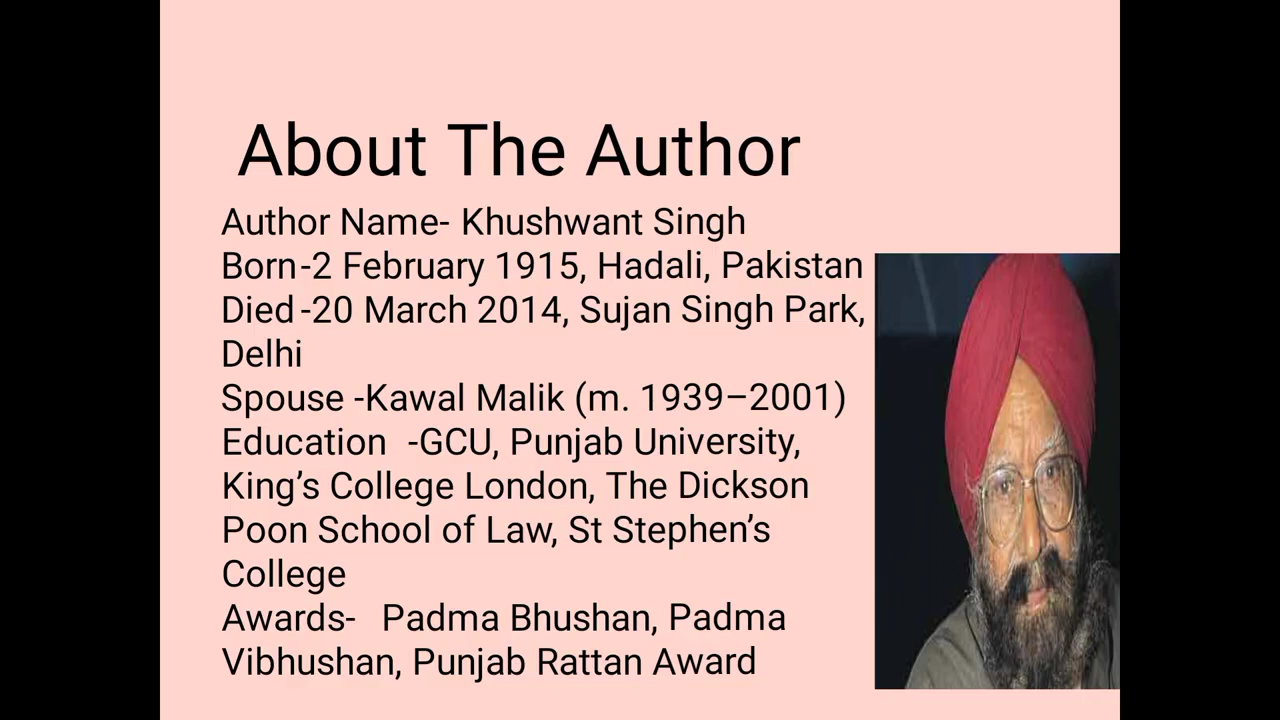 About The Author
Author Name- Khushwant Singh
Born -2 February 1915, Hadali, Pakistan
Died -20 March 2014, Sujan Singh Park,
Delhi
Spouse -Kawal Malik (m. 1939–2001)
Education  -GCU, Punjab University,
King’s College London, The Dickson
Poon School of Law, St Stephen’s
College
Awards-  Padma Bhushan, Padma
Vibhushan, Punjab Rattan Award